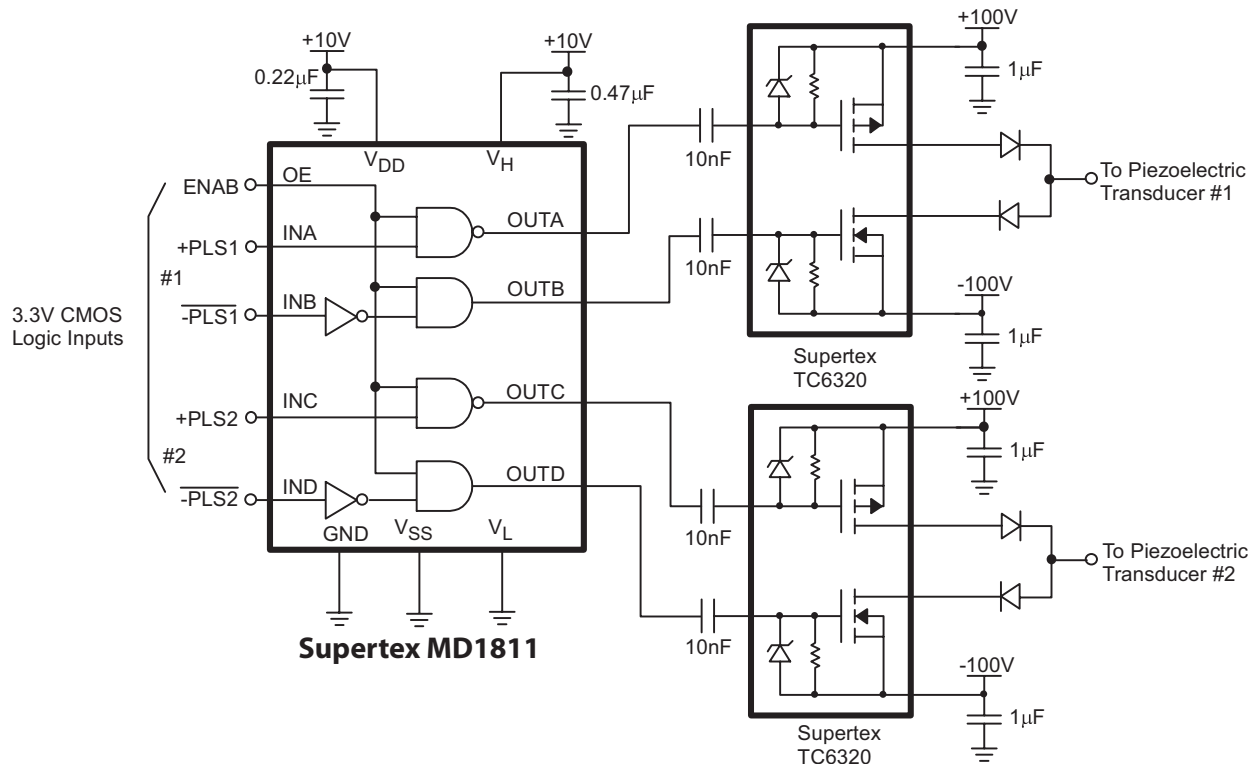 +10V
0.22μF
+10V
0.47μF
+100V
1μF
10nF
V_DD
V_H
ENAB
OE
OUTA
+PLS1
INA
#1
To Piezoelectric
Transducer #1
10nF
OUTB
-PLS1
INB
3.3V CMOS
Logic Inputs
-100V
1μF
Supertex
TC6320
+PLS2
INC
OUTC
#2
-PLS2
IND
OUTD
GND
V_SS
V_L
Supertex MD1811
+100V
1μF
10nF
To Piezoelectric
Transducer #2
10nF
-100V
1μF
Supertex
TC6320